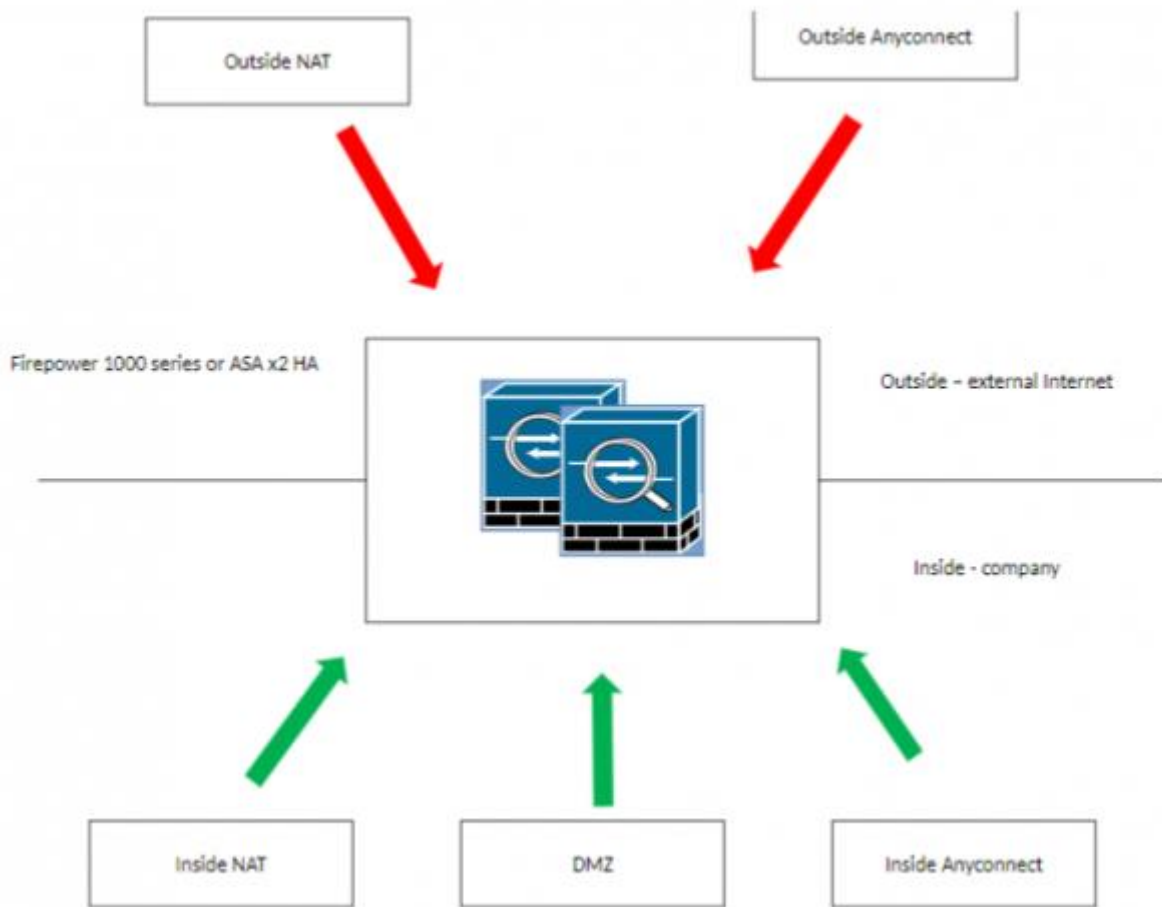 Outside NAT
Outside Anyconnect
Firepower 1000 series or ASA x2 HA
Outside – external Internet
Inside - company
Inside NAT
DMZ
Inside Anyconnect